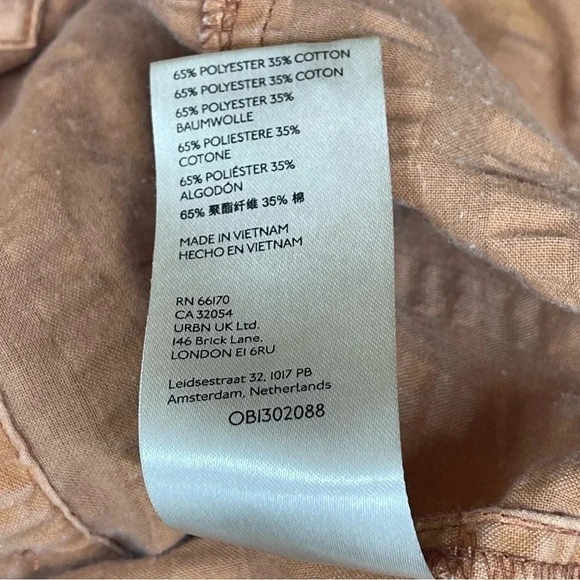 65% POLYESTER 35% COTTON
65% POLYESTER 35% COTON
65% POLYESTER 35%
BAUMWOLLE
65% POLIESTERE 35%
COTONE
65% POLIÉSTER 35%
ALGODÓN
65% 聚酯纤维 35% 棉
MADE IN VIETNAM
HECHO EN VIETNAM
RN 66170
CA 32054
URBN UK Ltd.
146 Brick Lane,
LONDON E1 6RU
Leidsestraat 32, 1017 PB
Amsterdam, Netherlands
OB1302088